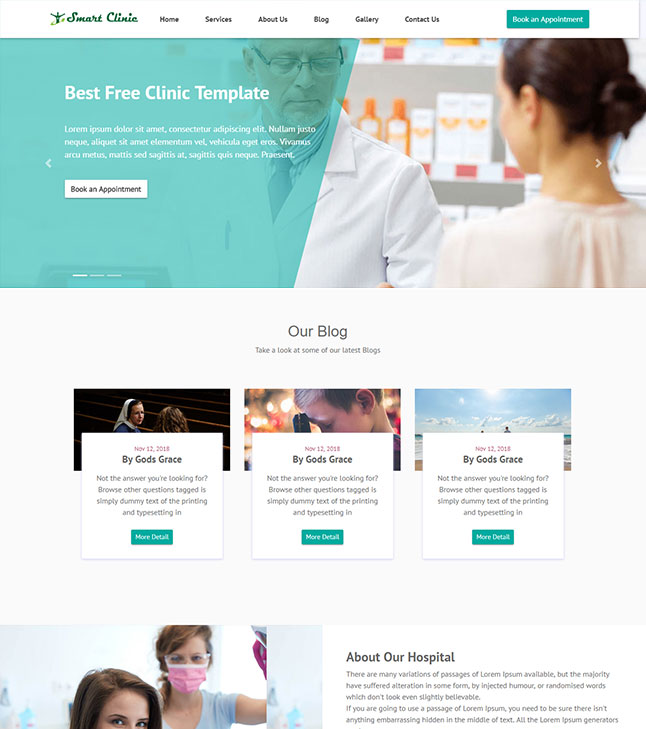 Smart Clinic Home Services About Us Blog Gallery Contact Us Book an Appointment
Best Free Clinic Template
Lorem ipsum dolor sit amet, consectetur adipiscing elit. Nullam justo
neque, aliquet sit amet elementum vel, vehicula eget eros. Vivamus
arcu metus, mattis sed sagittis at, sagittis quis neque. Praesent.
Book an Appointment
Our Blog
Take a look at some of our latest Blogs
Nov 12, 2018
By Gods Grace
Not the answer you're looking for?
Browse other questions tagged is
simply dummy text of the printing
and typesetting in
More Detail
Nov 12, 2018
By Gods Grace
Not the answer you're looking for?
Browse other questions tagged is
simply dummy text of the printing
and typesetting in
More Detail
Nov 12, 2018
By Gods Grace
Not the answer you're looking for?
Browse other questions tagged is
simply dummy text of the printing
and typesetting in
More Detail
About Our Hospital
There are many variations of passages of Lorem Ipsum available, but the majority
have suffered alteration in some form, by injected humour, or randomised words
which don't look even slightly believable.
If you are going to use a passage of Lorem Ipsum, you need to be sure there isn't
anything embarrassing hidden in the middle of text. All the Lorem Ipsum generators